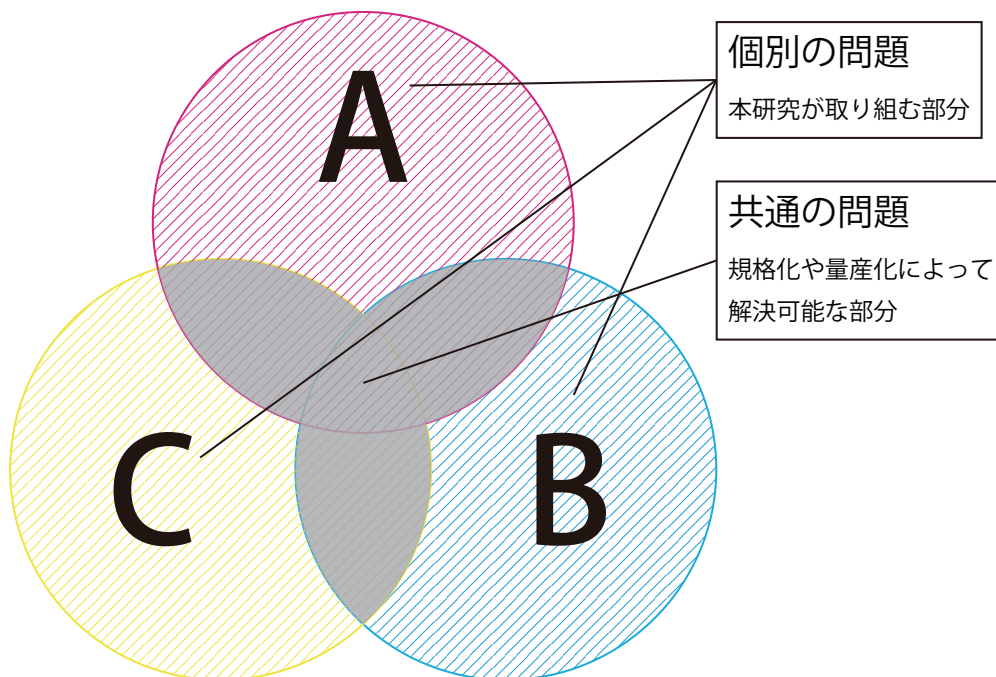 A
個別の問題
本研究が取り組む部分
共通の問題
規格化や量産化によって
解決可能な部分
C
B